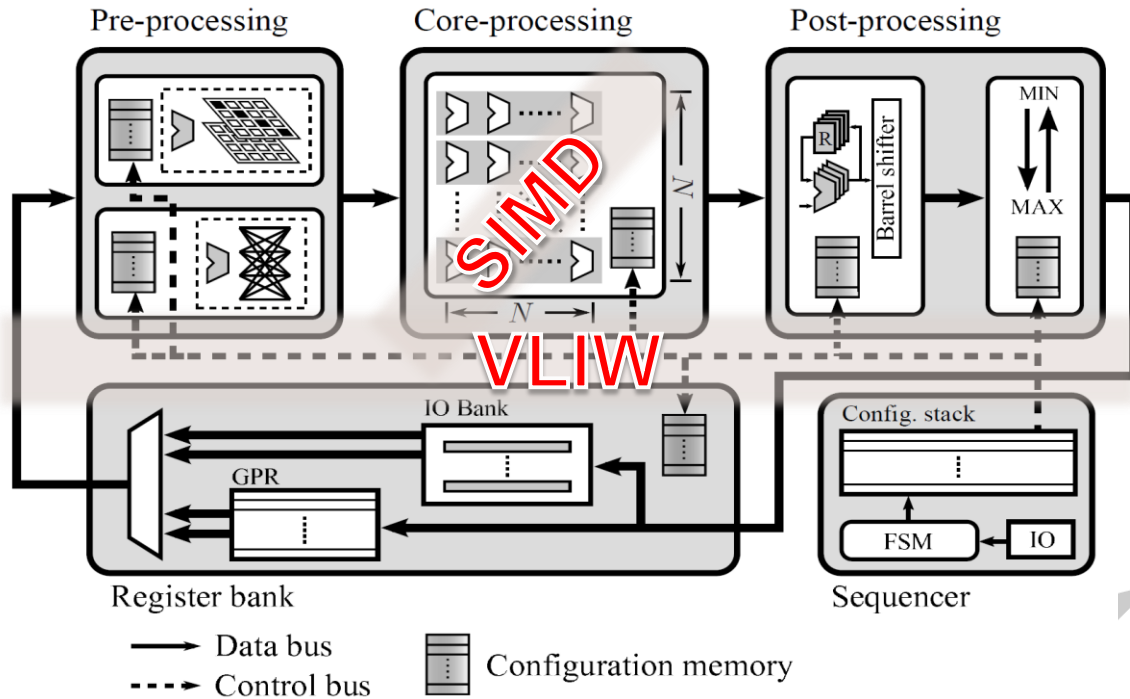 Pre-processing
Core-processing
Post-processing
SIMD
N
N
R
Barrel shifter
MIN
MAX
VLIW
IO Bank
GPR
Config. stack
FSM
IO
Register bank
Sequencer
Data bus
Control bus
Configuration memory